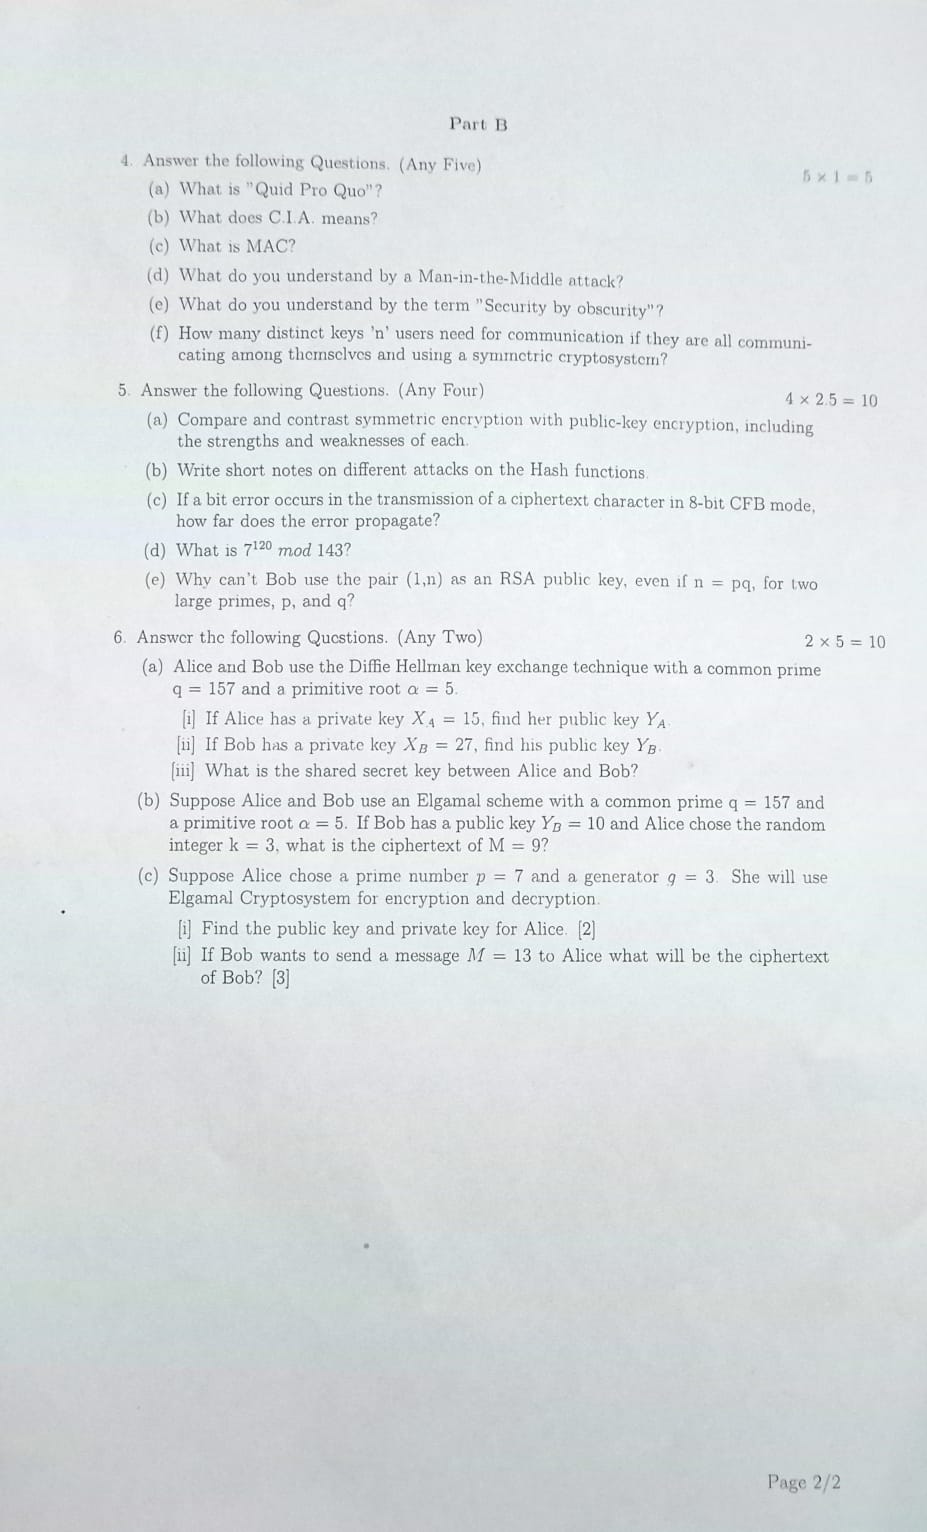 Part B
4. Answer the following Questions. (Any Five)
5 × 1 = 5
(a) What is "Quid Pro Quo"?
(b) What does C.I.A. means?
(c) What is MAC?
(d) What do you understand by a Man-in-the-Middle attack?
(e) What do you understand by the term "Security by obscurity"?
(f) How many distinct keys 'n' users need for communication if they are all communi-
cating among themselves and using a symmetric cryptosystem?
5. Answer the following Questions. (Any Four)
4 × 2.5 = 10
(a) Compare and contrast symmetric encryption with public-key encryption, including
the strengths and weaknesses of each.
(b) Write short notes on different attacks on the Hash functions.
(c) If a bit error occurs in the transmission of a ciphertext character in 8-bit CFB mode,
how far does the error propagate?
(d) What is 7¹²⁰ mod 143?
(e) Why can't Bob use the pair (1,n) as an RSA public key, even if n = pq, for two
large primes, p, and q?
6. Answer the following Questions. (Any Two)
2 × 5 = 10
(a) Alice and Bob use the Diffie Hellman key exchange technique with a common prime
q = 157 and a primitive root α = 5.
[i] If Alice has a private key X_A = 15, find her public key Y_A.
[ii] If Bob has a private key X_B = 27, find his public key Y_B.
[iii] What is the shared secret key between Alice and Bob?
(b) Suppose Alice and Bob use an Elgamal scheme with a common prime q = 157 and
a primitive root α = 5. If Bob has a public key Y_B = 10 and Alice chose the random
integer k = 3, what is the ciphertext of M = 9?
(c) Suppose Alice chose a prime number p = 7 and a generator g = 3. She will use
Elgamal Cryptosystem for encryption and decryption.
[i] Find the public key and private key for Alice. [2]
[ii] If Bob wants to send a message M = 13 to Alice what will be the ciphertext
of Bob? [3]
Page 2/2